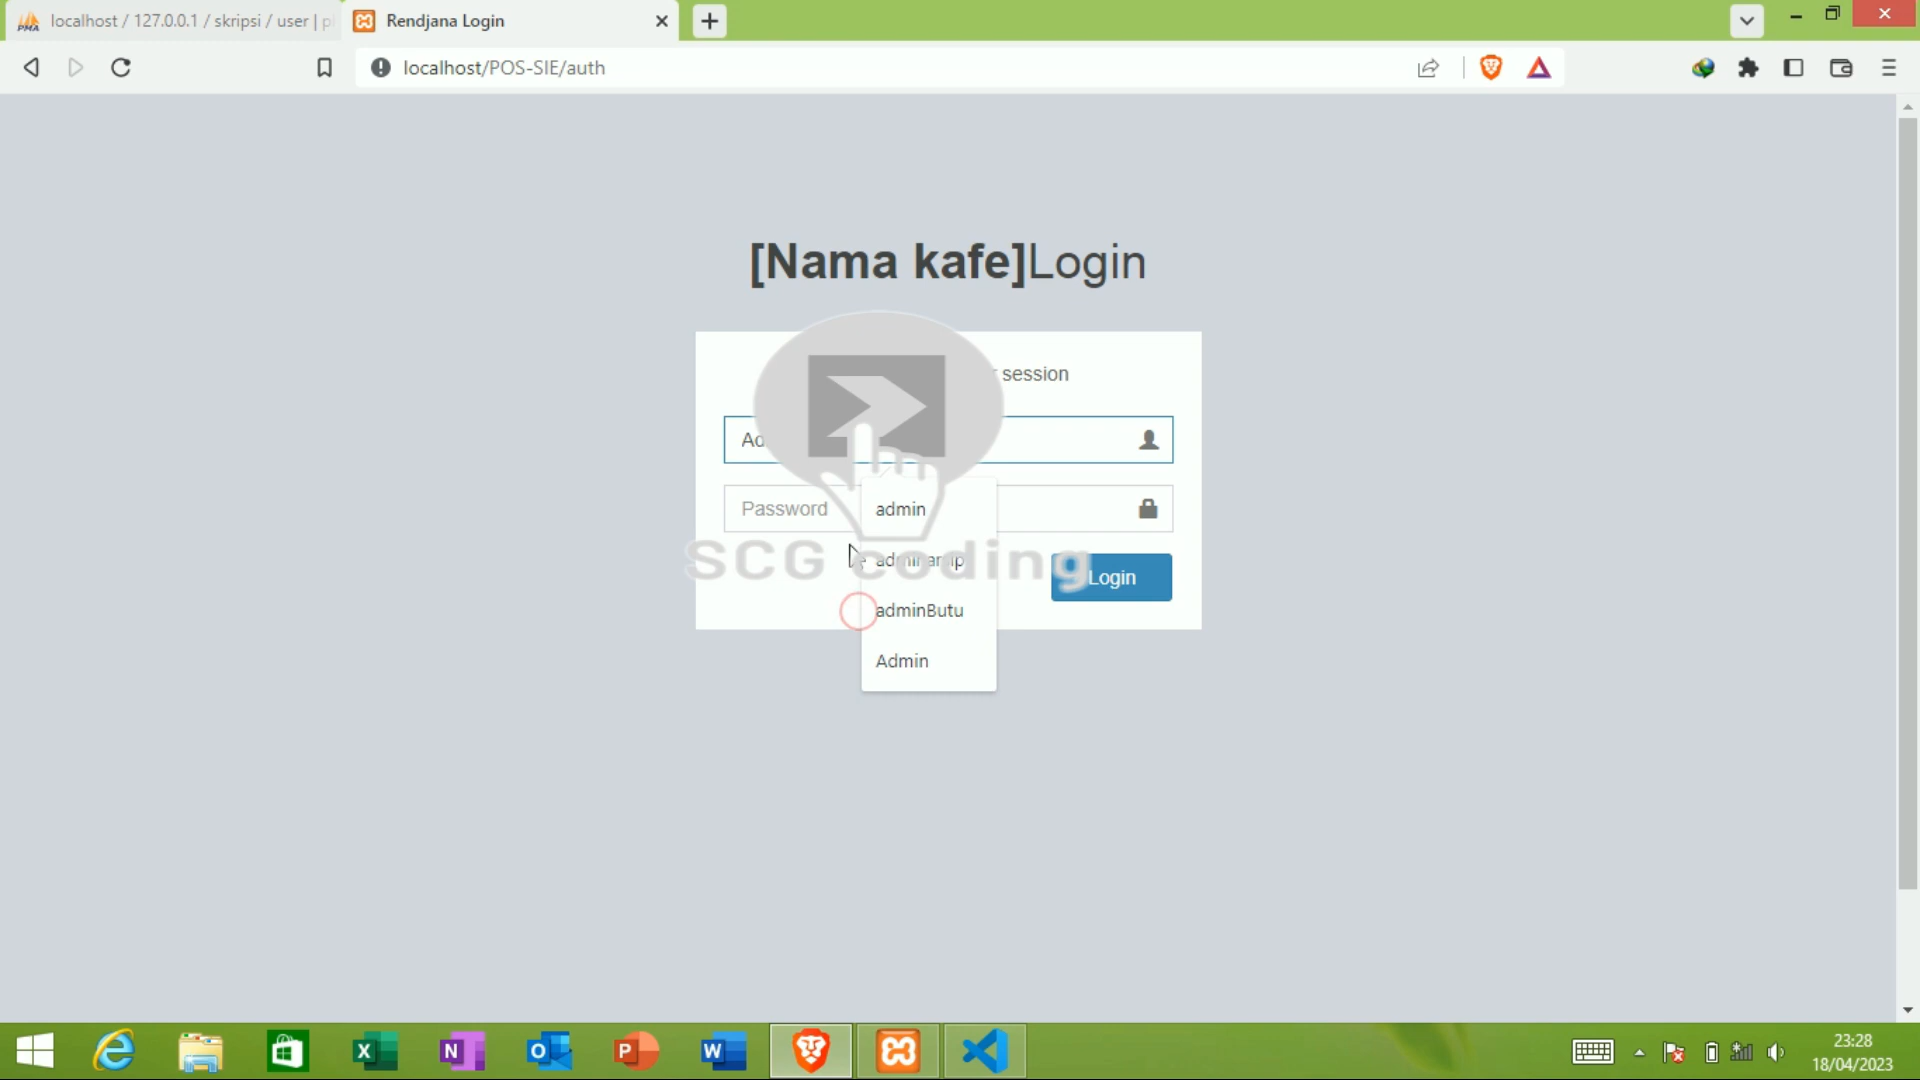 localhost / 127.0.0.1 / skripsi / user | p
Rendjana Login
localhost/POS-SIE/auth
[Nama kafe]Login
session
Password
admin
adminButu
Admin
SCG coding
Login
23:28
18/04/2023